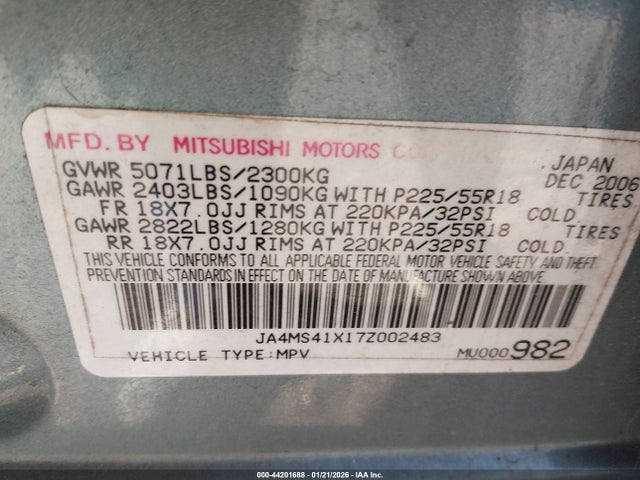 MFD. BY MITSUBISHI MOTORS JAPAN
GVWR 5071LBS/2300KG DEC 2006
GAWR 2403LBS/1090KG WITH P225/55R18 TIRES
FR 18X7.0JJ RIMS AT 220KPA/32PSI COLD.
GAWR 2822LBS/1280KG WITH P225/55R18 TIRES
RR 18X7.0JJ RIMS AT 220KPA/32PSI COLD.
THIS VEHICLE CONFORMS TO ALL APPLICABLE FEDERAL MOTOR VEHICLE SAFETY AND THEFT
PREVENTION STANDARDS IN EFFECT ON THE DATE OF MANUFACTURE SHOWN ABOVE.
JA4MS41X17Z002483
VEHICLE TYPE:MPV MU000982
000-44201688 - 01/21/2026 - IAA Inc.